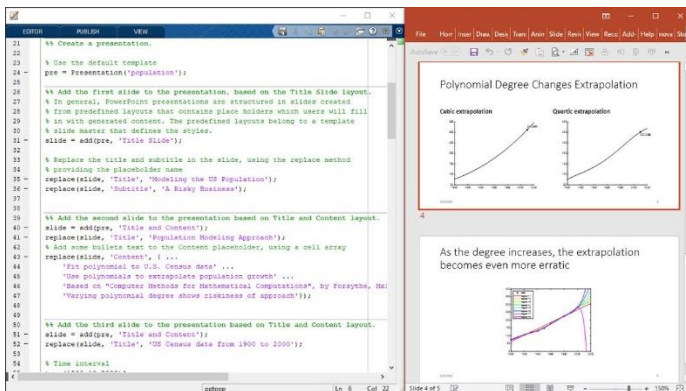 EDITOR PUBLISH VIEW
21 %% Create a presentation.
22
23 % Use the default template
24 pre = Presentation('population');
25
26 %% Add the first slide to the presentation, based on the Title Slide layout.
27 % In general, PowerPoint presentations are structured in slides created
28 % from predefined layouts that contains place holders which users will fill
29 % in with generated content. The predefined layouts belong to a template
30 % slide master that defines the styles.
31 slide = add(pre, 'Title Slide');
32
33 % Replace the title and subtitle in the slide, using the replace method
34 % providing the placeholder name
35 replace(slide, 'Title', 'Modeling the US Population');
36 replace(slide, 'Subtitle', 'A Risky Business');
37
38
39 %% Add the second slide to the presentation based on Title and Content layout.
40 slide = add(pre, 'Title and Content');
41 replace(slide, 'Title', 'Population Modeling Approach');
42 % Add some bullets text to the Content placeholder, using a cell array
43 replace(slide, 'Content', { ...
44 'Fit polynomial to U.S. Census data' ...
45 'Use polynomials to extrapolate population growth' ...
46 'Based on "Computer Methods for Mathematical Computations", by Forsythe, Mal
47 'Varying polynomial degree shows riskiness of approach'});
48
49
50 %% Add the third slide to the presentation based on Title and Content layout.
51 slide = add(pre, 'Title and Content');
52 replace(slide, 'Title', 'US Census data from 1900 to 2000');
53
54 % Time interval
Ln 6 Col 22
File Hom Inser Draw Desig Tran Anim Slide Revi View Reco Add- Help nova
AutoSave
Polynomial Degree Changes Extrapolation
Cubic extrapolation Quartic extrapolation
4
As the degree increases, the extrapolation
becomes even more erratic
Slide 4 of 5
150%